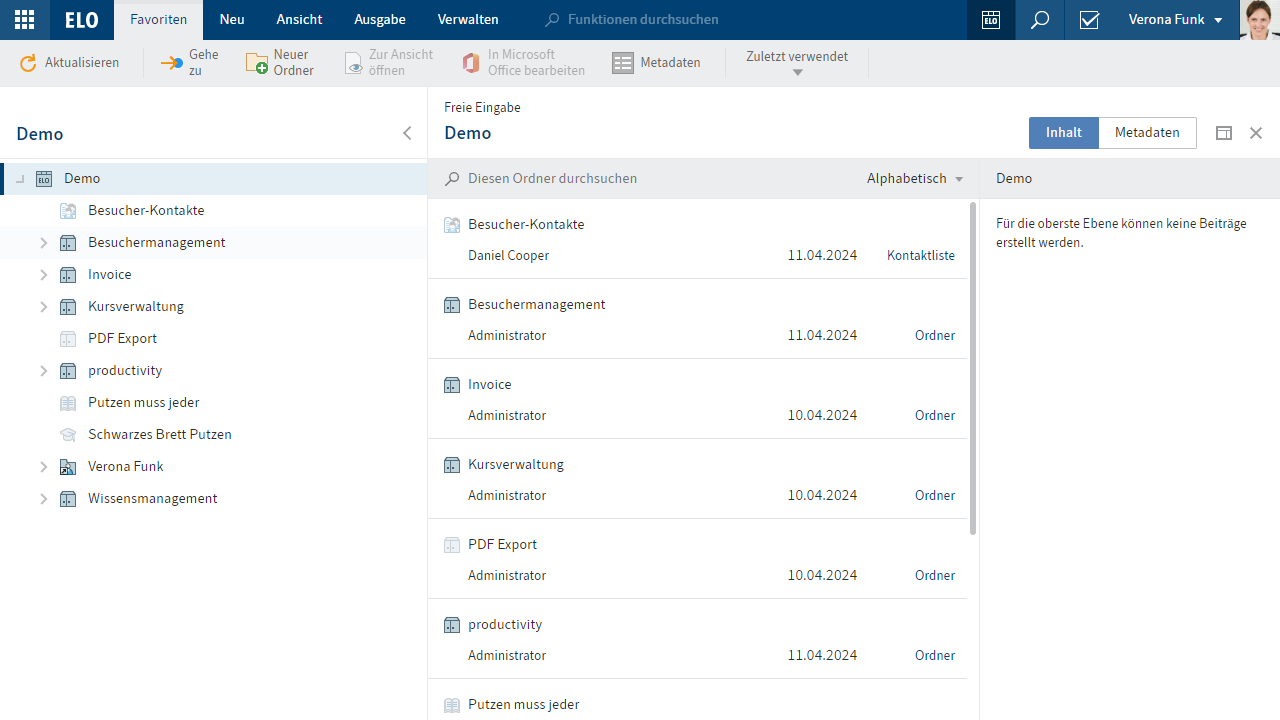 ELO
Favoriten
Neu
Ansicht
Ausgabe
Verwalten
Funktionen durchsuchen
ELO
Verona Funk
Aktualisieren
Gehe
zu
Neuer
Ordner
Zur Ansicht
öffnen
In Microsoft
Office bearbeiten
Metadaten
Zuletzt verwendet
Demo
ELO
Demo
Besucher-Kontakte
Besuchermanagement
Invoice
Kursverwaltung
PDF Export
productivity
Putzen muss jeder
Schwarzes Brett Putzen
Verona Funk
Wissensmanagement
Freie Eingabe
Demo
Inhalt
Metadaten
Diesen Ordner durchsuchen
Alphabetisch
Besucher-Kontakte
Daniel Cooper 11.04.2024 Kontaktliste
Besuchermanagement
Administrator 11.04.2024 Ordner
Invoice
Administrator 10.04.2024 Ordner
Kursverwaltung
Administrator 10.04.2024 Ordner
PDF Export
Administrator 10.04.2024 Ordner
productivity
Administrator 11.04.2024 Ordner
Putzen muss jeder
Demo
Für die oberste Ebene können keine Beiträge
erstellt werden.